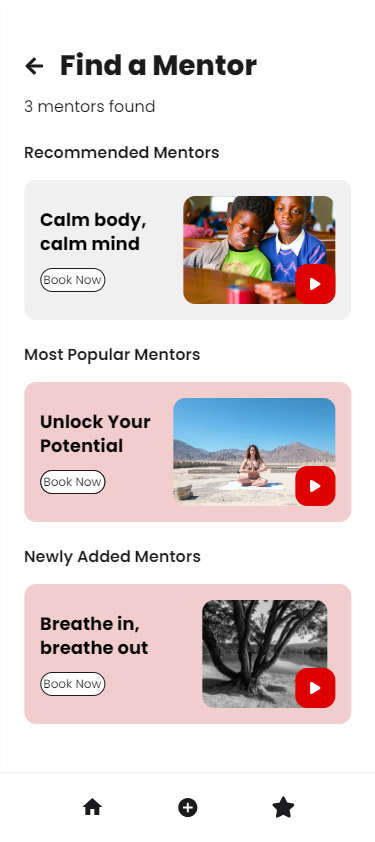 Find a Mentor
3 mentors found
Recommended Mentors
Calm body,
calm mind
Book Now
Most Popular Mentors
Unlock Your
Potential
Book Now
Newly Added Mentors
Breathe in,
breathe out
Book Now